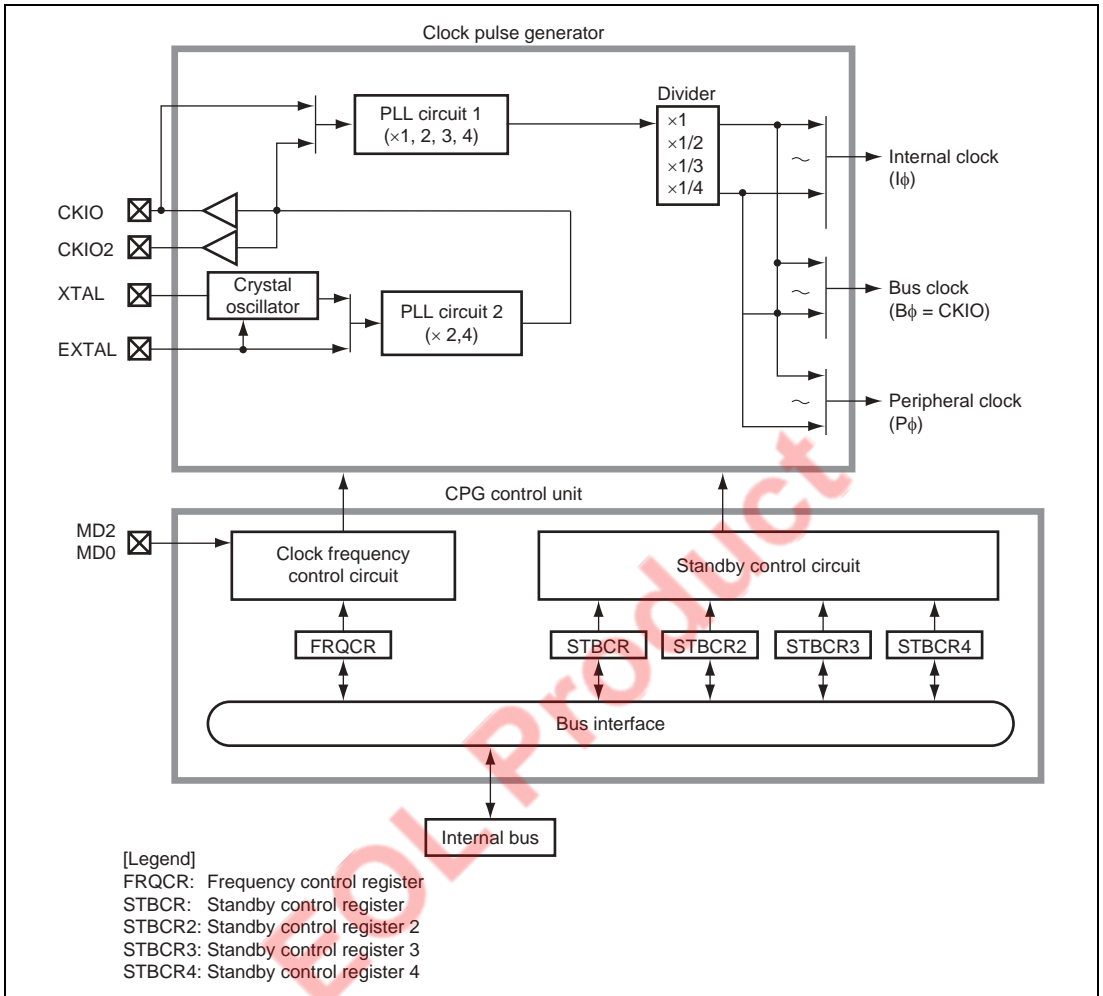 Clock pulse generator
PLL circuit 1
(×1, 2, 3, 4)
Divider
×1
×1/2
×1/3
×1/4
Internal clock
(Iϕ)
CKIO
CKIO2
XTAL
Crystal
oscillator
EXTAL
PLL circuit 2
(× 2,4)
Bus clock
(Bϕ = CKIO)
Peripheral clock
(Pϕ)
CPG control unit
MD2
MD0
Clock frequency
control circuit
Standby control circuit
FRQCR
STBCR
STBCR2
STBCR3
STBCR4
Bus interface
Internal bus
[Legend]
FRQCR: Frequency control register
STBCR: Standby control register
STBCR2: Standby control register 2
STBCR3: Standby control register 3
STBCR4: Standby control register 4
EOL Product